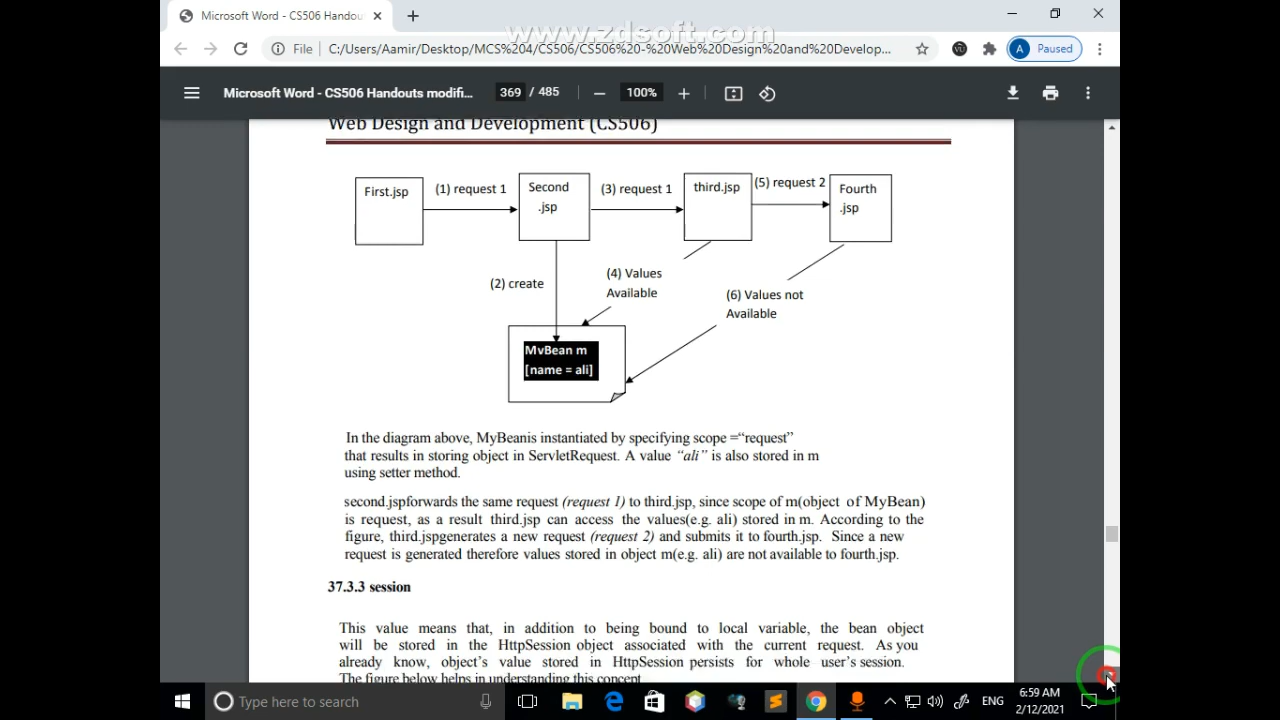 www.zdsoft.com
Microsoft Word - CS506 Handou
File
C:/Users/Aamir/Desktop/MCS%204/CS506/CS506%20-%20Web%20Design%20and%20Develop...
A Paused
Microsoft Word - CS506 Handouts modifi...
369 / 485
100%
Web Design and Development (CS506)
First.jsp
(1) request 1
Second
.jsp
(3) request 1
third.jsp
(5) request 2
Fourth
.jsp
(2) create
(4) Values
Available
(6) Values not
Available
MyBean m
[name = ali]
In the diagram above, MyBeanis instantiated by specifying scope =“request”
that results in storing object in ServletRequest. A value “ali” is also stored in m
using setter method.
second.jspforwards the same request (request 1) to third.jsp, since scope of m(object of MyBean)
is request, as a result third.jsp can access the values(e.g. ali) stored in m. According to the
figure, third.jspgenerates a new request (request 2) and submits it to fourth.jsp. Since a new
request is generated therefore values stored in object m(e.g. ali) are not available to fourth.jsp.
37.3.3 session
This value means that, in addition to being bound to local variable, the bean object
will be stored in the HttpSession object associated with the current request. As you
already know, object’s value stored in HttpSession persists for whole user’s session.
The figure below helps in understanding this concept
Type here to search
ENG
6:59 AM
2/12/2021